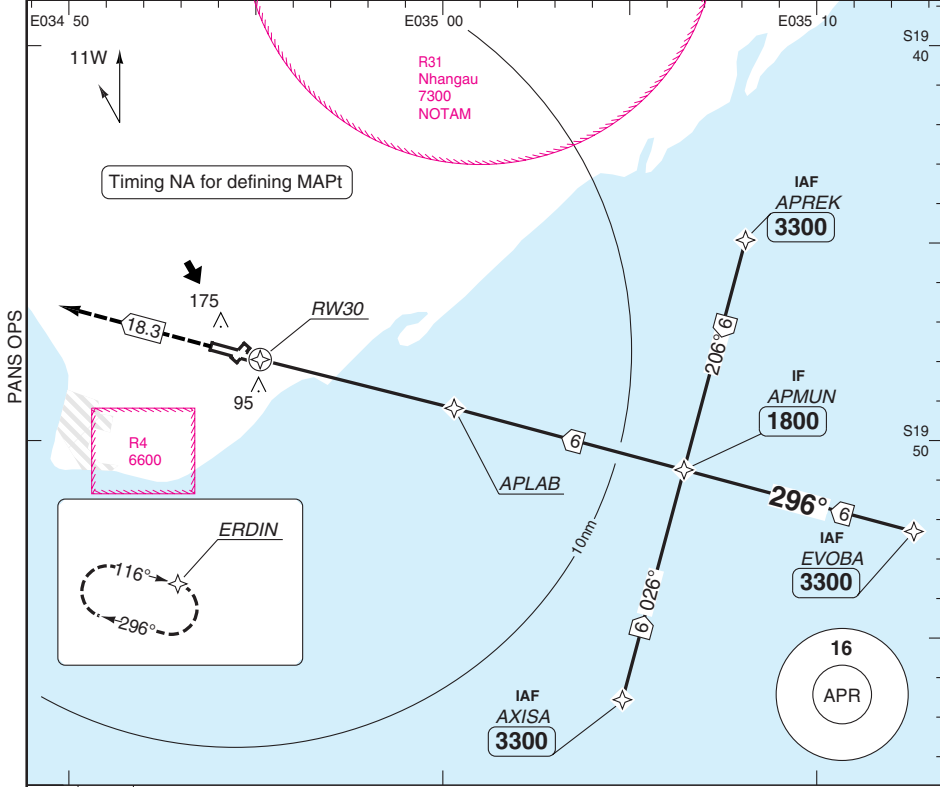 E034 50
E035 00
E035 10
S19
40
11W
R31
Nhangau
7300
NOTAM
Timing NA for defining MAPt
IAF
APREK
3300
175
RW30
18.3
6
206°
PANS OPS
95
IF
APMUN
1800
R4
6600
6
S19
50
APLAB
296°
6
10nm
IAF
EVOBA
3300
ERDIN
116°
296°
026°
6
16
APR
IAF
AXISA
3300